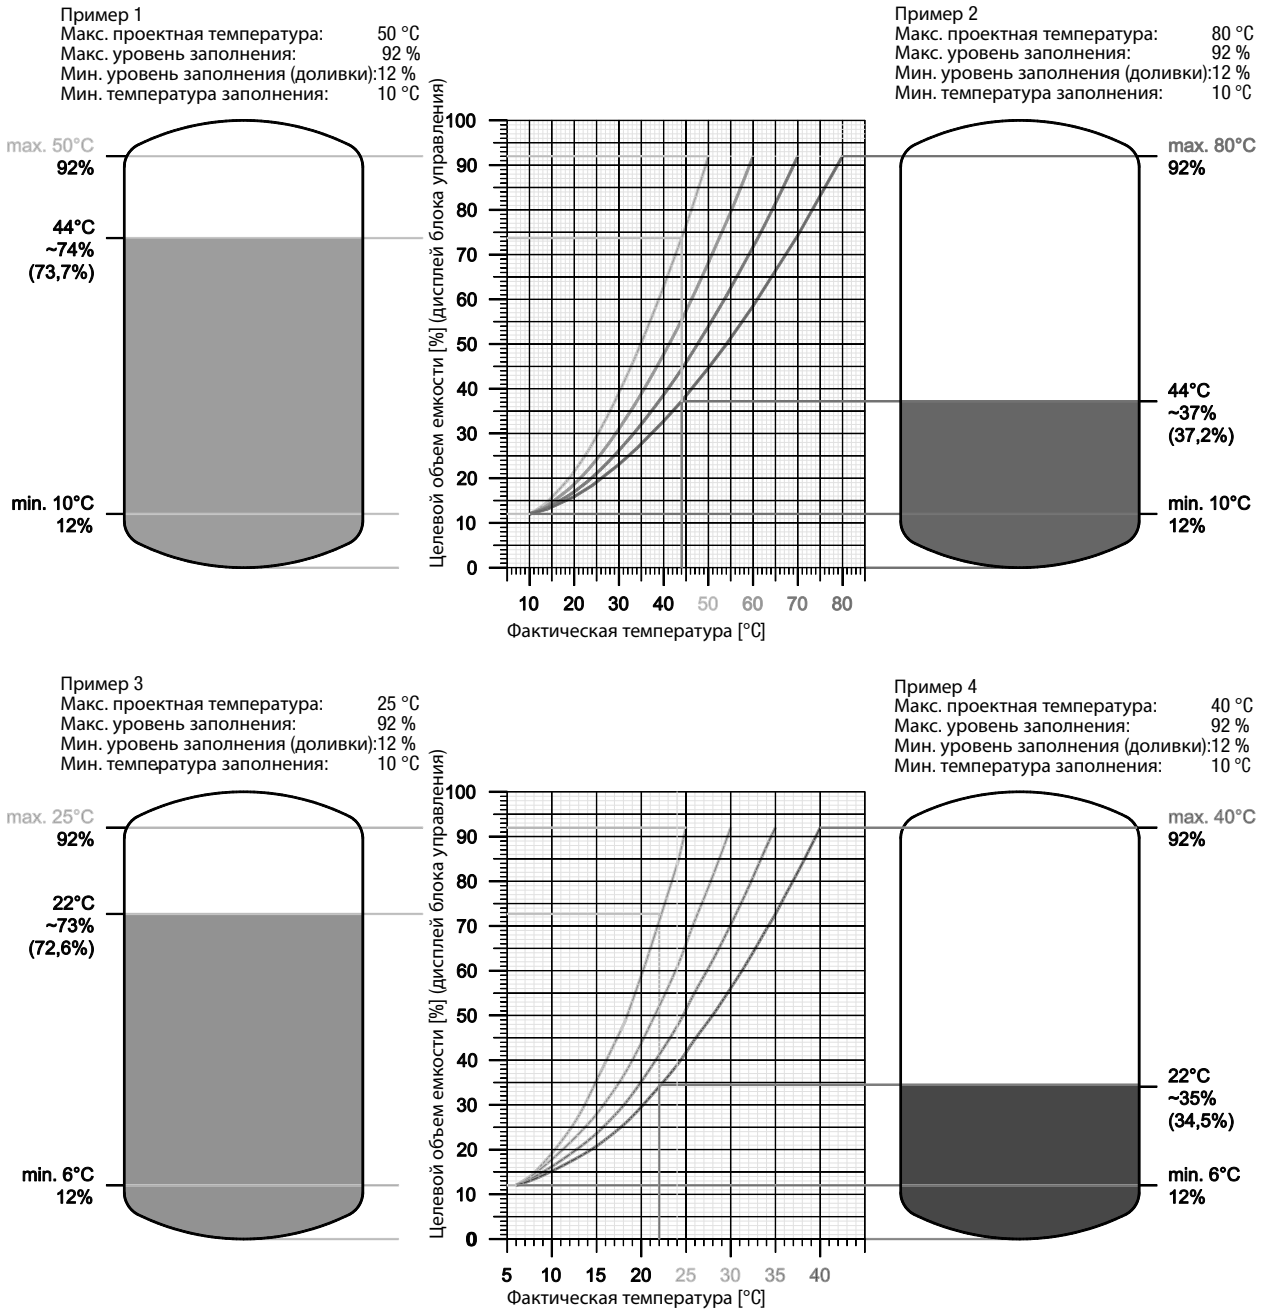 Пример 1
Макс. проектная температура: 50 °C
Макс. уровень заполнения: 92 %
Мин. уровень заполнения (доливки):12 %
Мин. температура заполнения: 10 °C
Пример 2
Макс. проектная температура: 80 °C
Макс. уровень заполнения: 92 %
Мин. уровень заполнения (доливки):12 %
Мин. температура заполнения: 10 °C
max. 50°C
92%
44°C
~74%
(73,7%)
min. 10°C
12%
Целевой объем емкости [%] (дисплей блока управления)
100
90
80
70
60
50
40
30
20
10
0
10 20 30 40 50 60 70 80
Фактическая температура [°C]
max. 80°C
92%
44°C
~37%
(37,2%)
min. 10°C
12%
Пример 3
Макс. проектная температура: 25 °C
Макс. уровень заполнения: 92 %
Мин. уровень заполнения (доливки):12 %
Мин. температура заполнения: 10 °C
Пример 4
Макс. проектная температура: 40 °C
Макс. уровень заполнения: 92 %
Мин. уровень заполнения (доливки):12 %
Мин. температура заполнения: 10 °C
max. 25°C
92%
22°C
~73%
(72,6%)
min. 6°C
12%
Целевой объем емкости [%] (дисплей блока управления)
100
90
80
70
60
50
40
30
20
10
0
5 10 15 20 25 30 35 40
Фактическая температура [°C]
max. 40°C
92%
22°C
~35%
(34,5%)
min. 6°C
12%